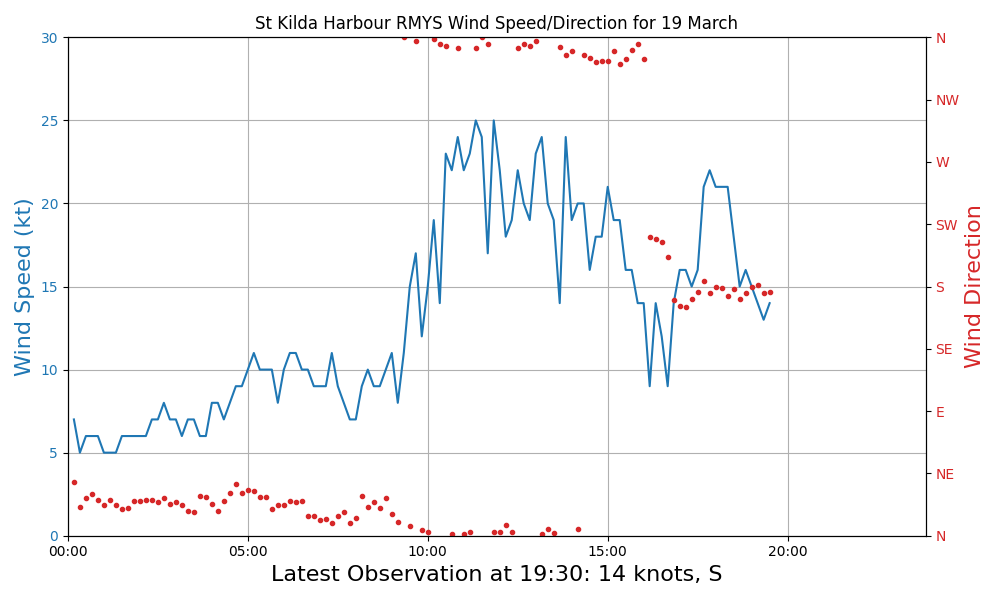 St Kilda Harbour RMYS Wind Speed/Direction for 19 March
30
25
20
15
10
5
0
Wind Speed (kt)
N
NW
W
SW
S
SE
E
NE
N
Wind Direction
00:00 05:00 10:00 15:00 20:00
Latest Observation at 19:30: 14 knots, S